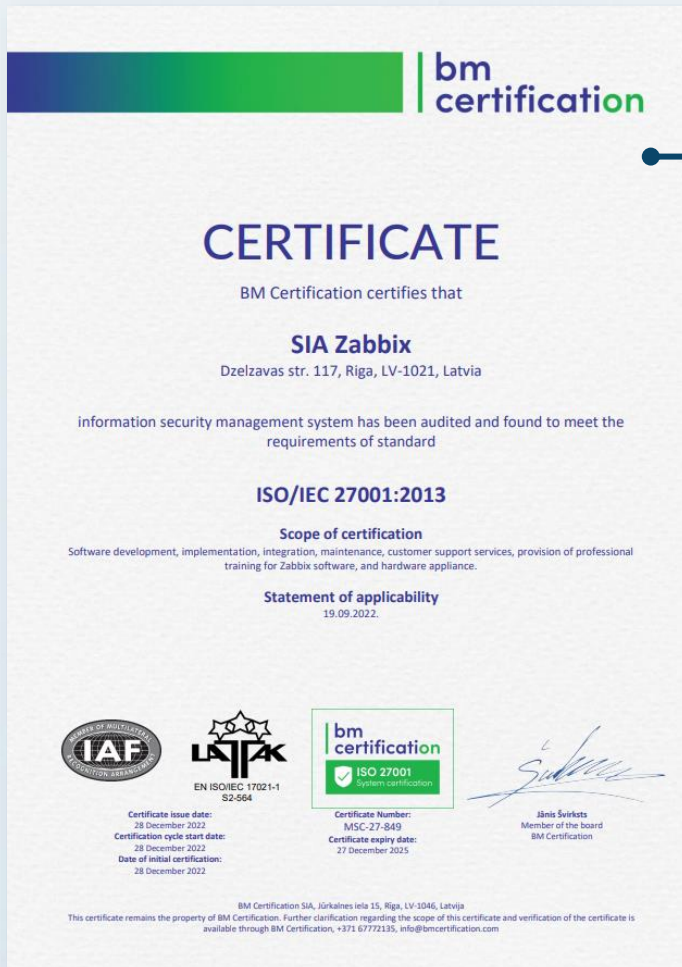 bm
certification
CERTIFICATE
BM Certification certifies that
SIA Zabbix
Dzelzavas str. 117, Riga, LV-1021, Latvia
information security management system has been audited and found to meet the
requirements of standard
ISO/IEC 27001:2013
Scope of certification
Software development, implementation, integration, maintenance, customer support services, provision of professional
training for Zabbix software, and hardware appliance.
Statement of applicability
19.09.2022.
MEMBER OF MULTILATERAL
IAF
RECOGNITION ARRANGEMENT
LATAK
EN ISO/IEC 17021-1
S2-564
bm
certification
ISO 27001
System certification
Certificate issue date:
28 December 2022
Certification cycle start date:
28 December 2022
Date of initial certification:
28 December 2022
Certificate Number:
MSC-27-849
Certificate expiry date:
27 December 2025
Jānis Švirksts
Member of the board
BM Certification
BM Certification SIA, Jūrkalnes iela 15, Rīga, LV-1046, Latvija
This certificate remains the property of BM Certification. Further clarification regarding the scope of this certificate and verification of the certificate is
available through BM Certification, +371 67772135, info@bmcertification.com